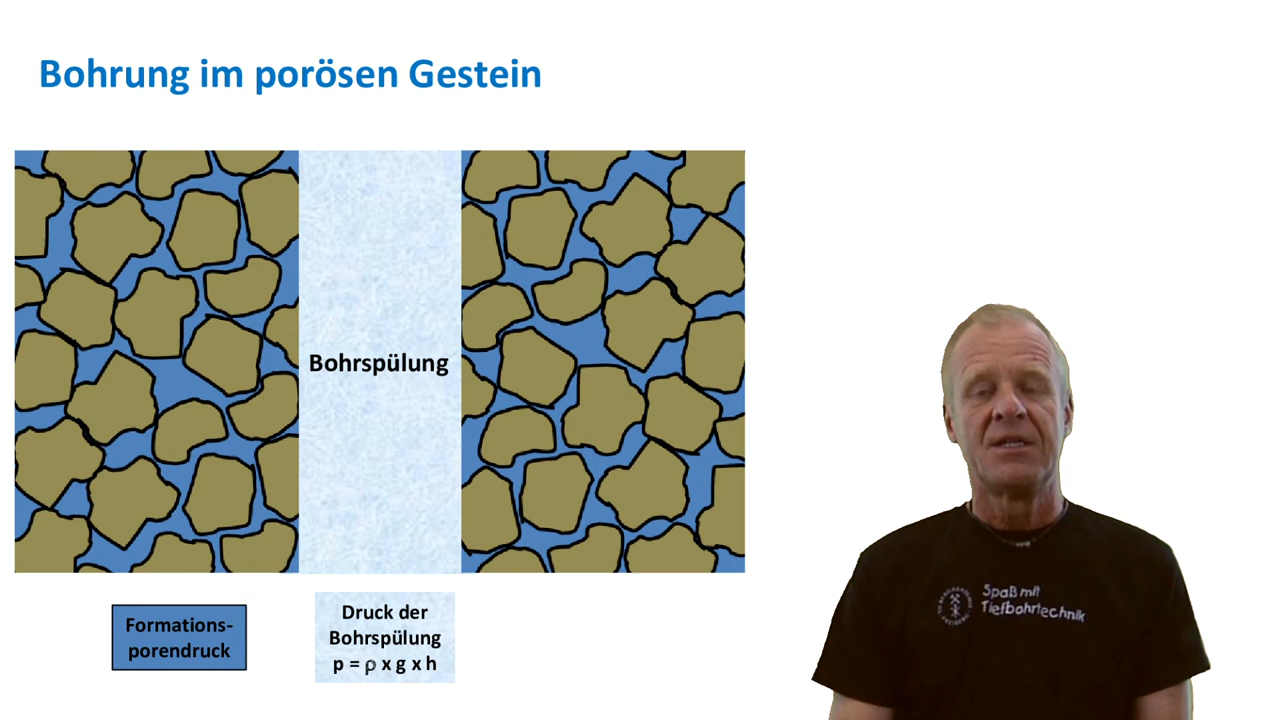 Bohrung im porösen Gestein
Bohrspülung
Formations-
porendruck
Druck der
Bohrspülung
p = ρ x g x h
Spaß mit
Tiefbohrtechnik